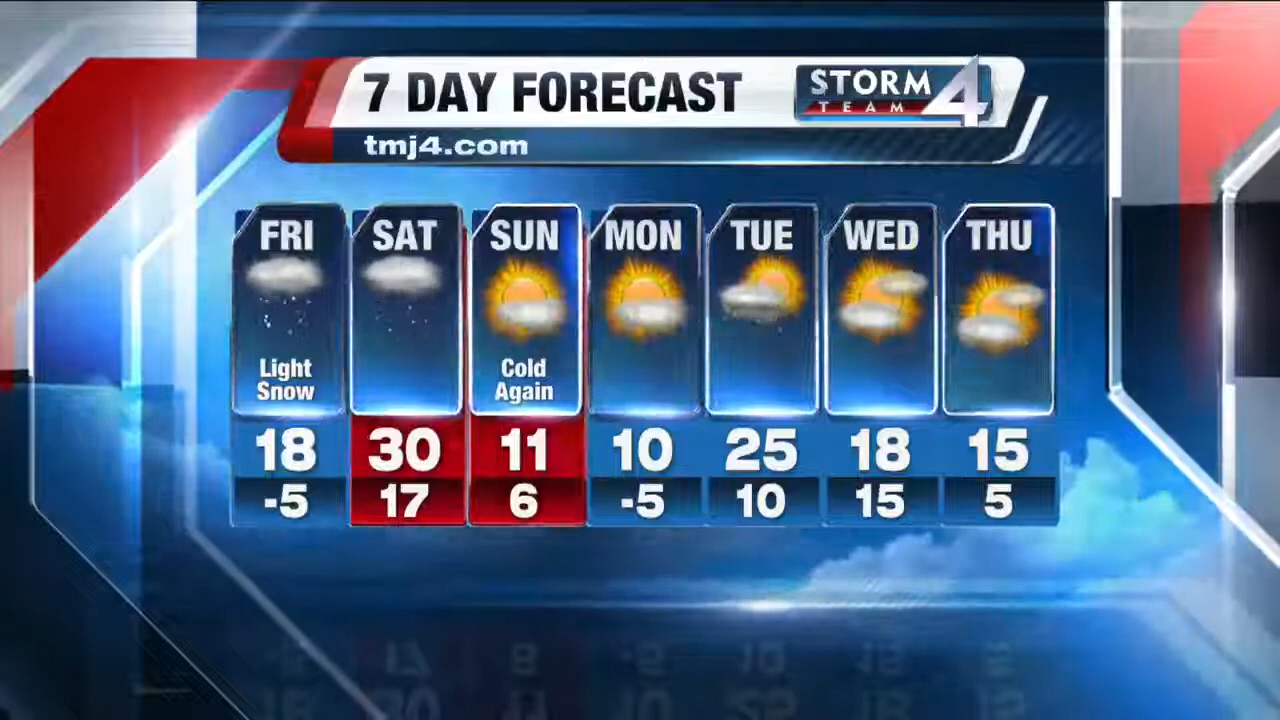 7 DAY FORECAST
STORM 4
TEAM
tmj4.com
FRI SAT SUN MON TUE WED THU
Light Snow
Cold Again
18 30 11 10 25 18 15
-5 17 6 -5 10 15 5